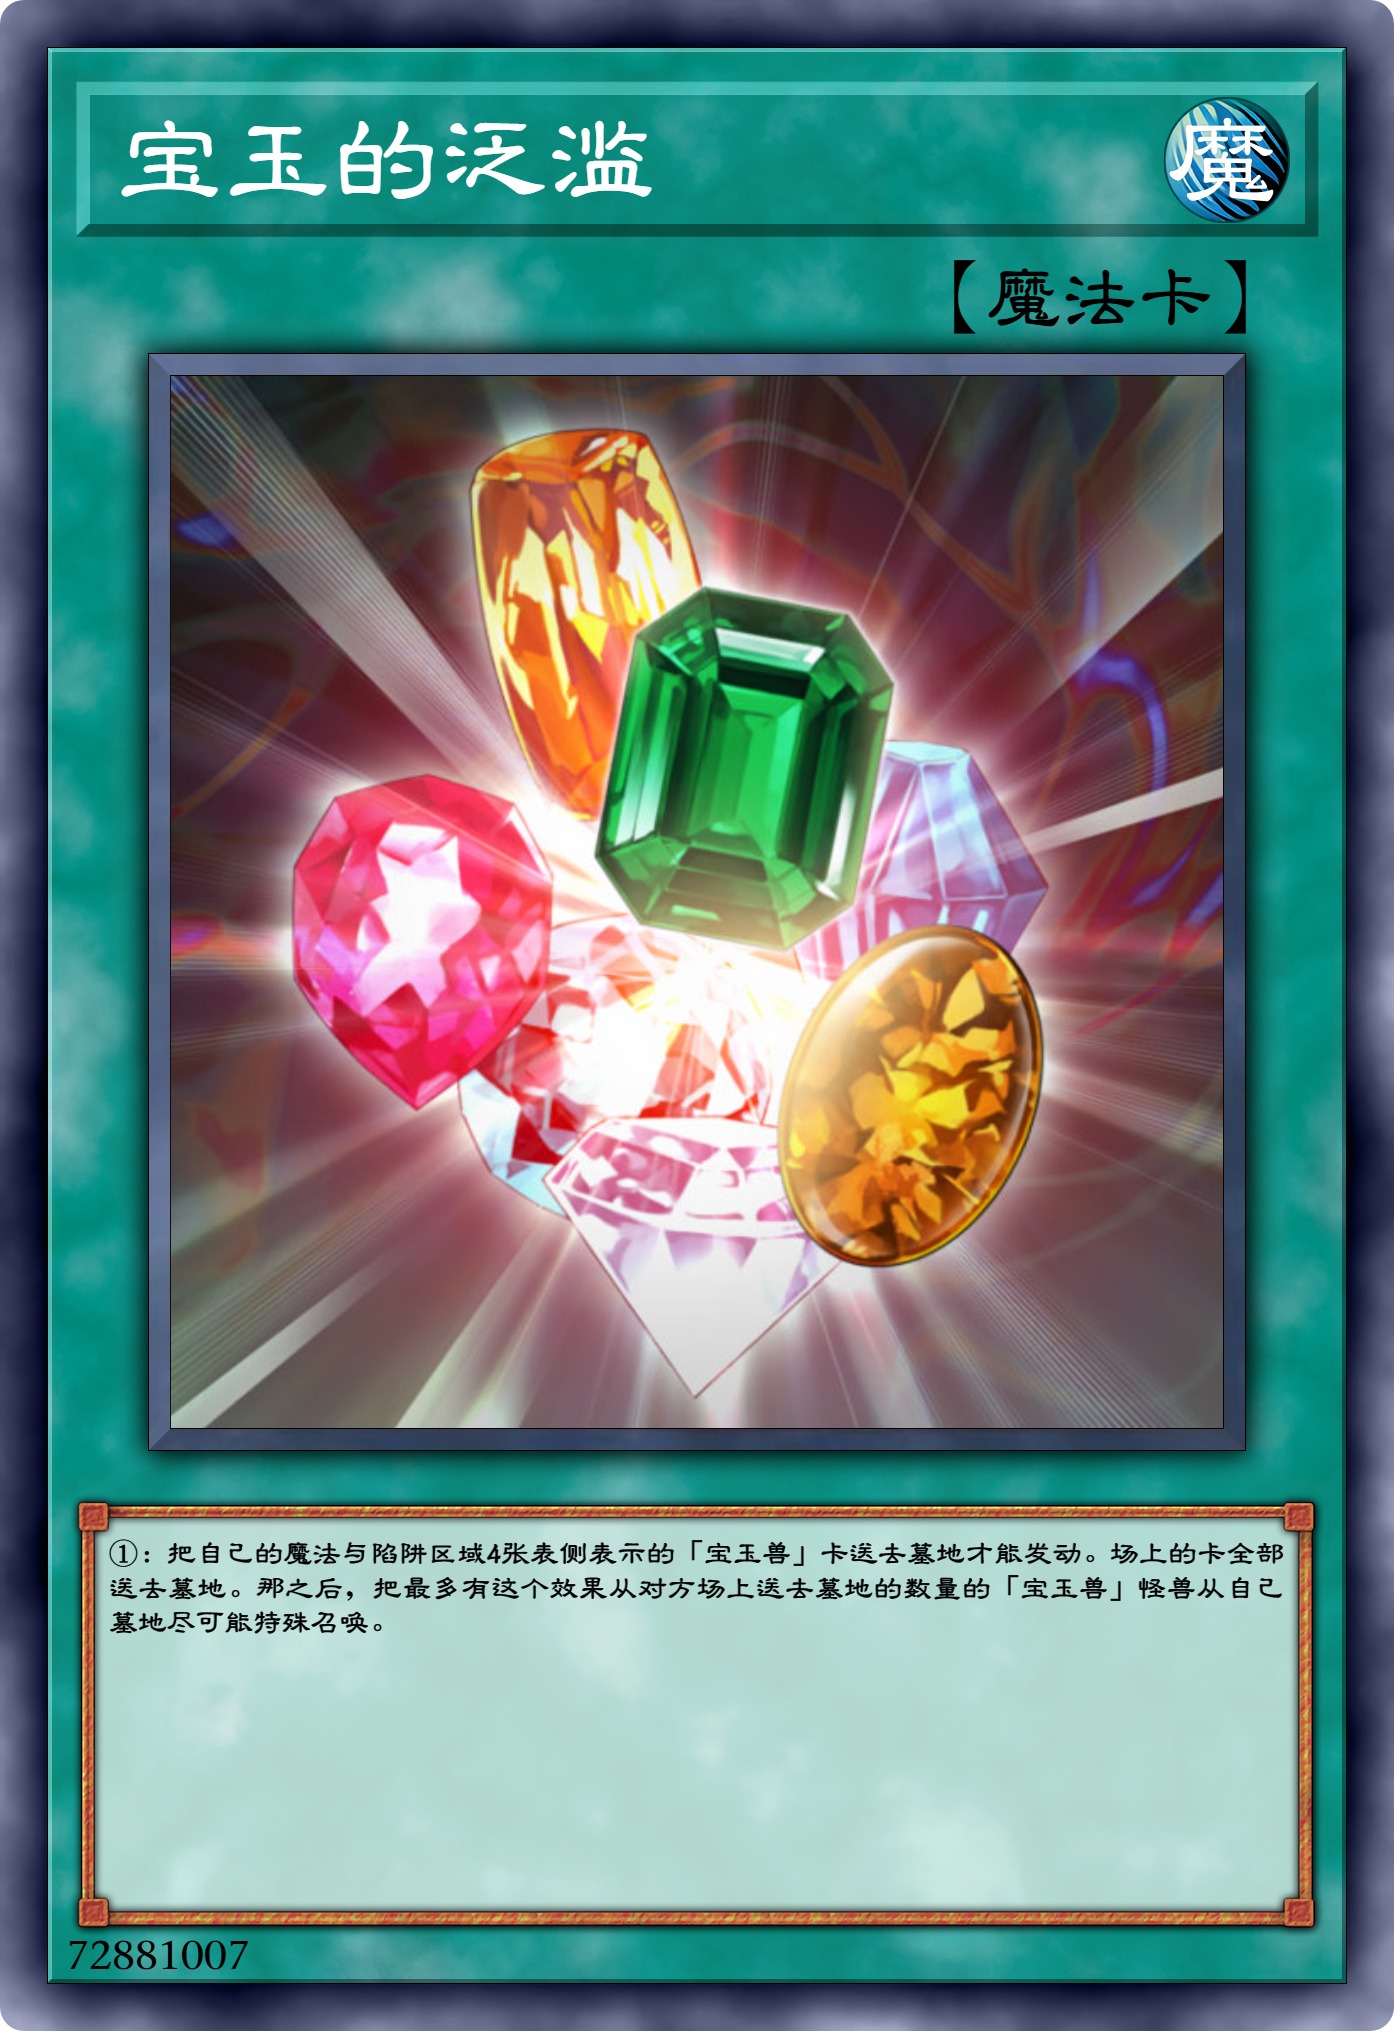 宝玉的泛滥
魔
【魔法卡】
①：把自己的魔法与陷阱区域4张表侧表示的「宝玉兽」卡送去墓地才能发动。场上的卡全部
送去墓地。那之后，把最多有这个效果从对方场上送去墓地的数量的「宝玉兽」怪兽从自己
墓地尽可能特殊召唤。
72881007